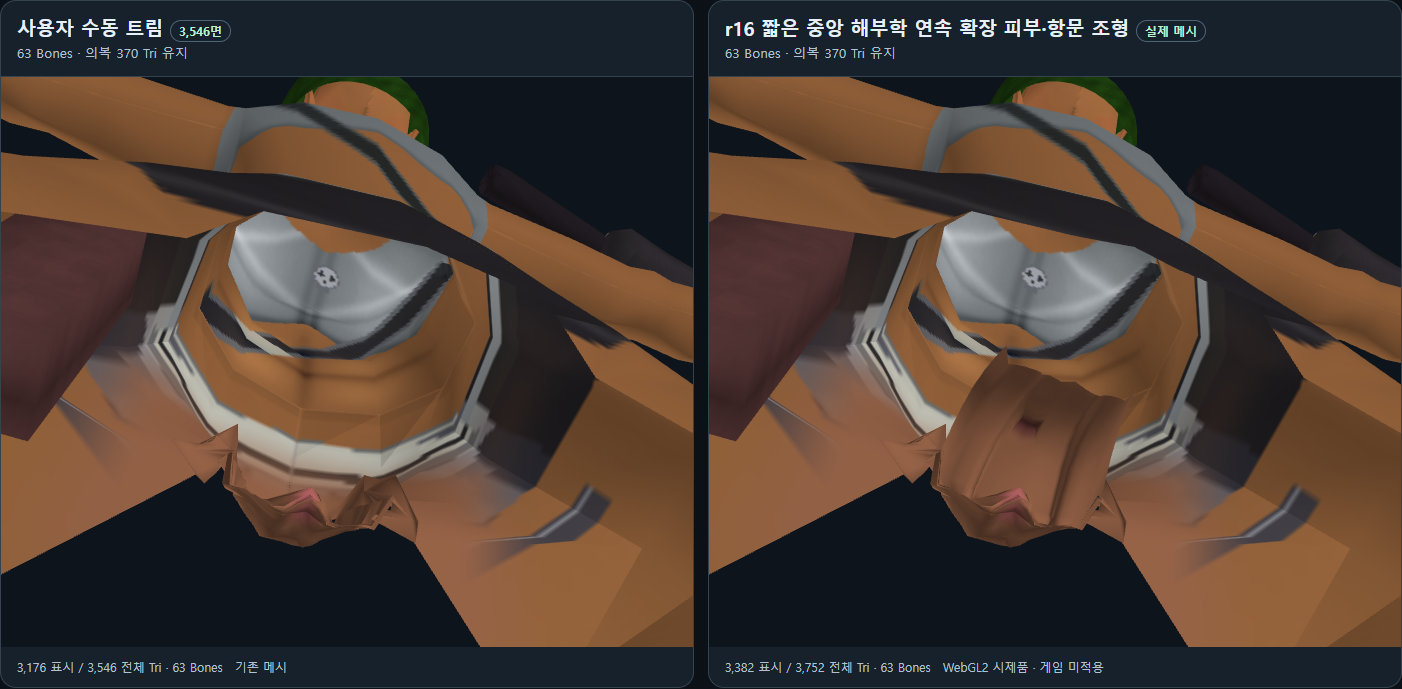 사용자 수동 트림 3,546면
63 Bones · 의복 370 Tri 유지
3,176 표시 / 3,546 전체 Tri · 63 Bones 기존 메시
r16 짧은 중앙 해부학 연속 확장 피부·항문 조형 실제 메시
63 Bones · 의복 370 Tri 유지
3,382 표시 / 3,752 전체 Tri · 63 Bones WebGL2 시제품 · 게임 미적용